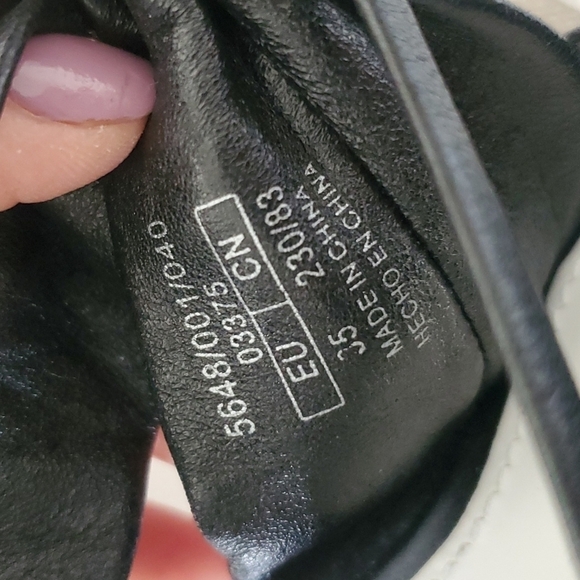 5648/001/040
03375
EU CN
35 230/83
MADE IN CHINA
HECHO EN CHINA